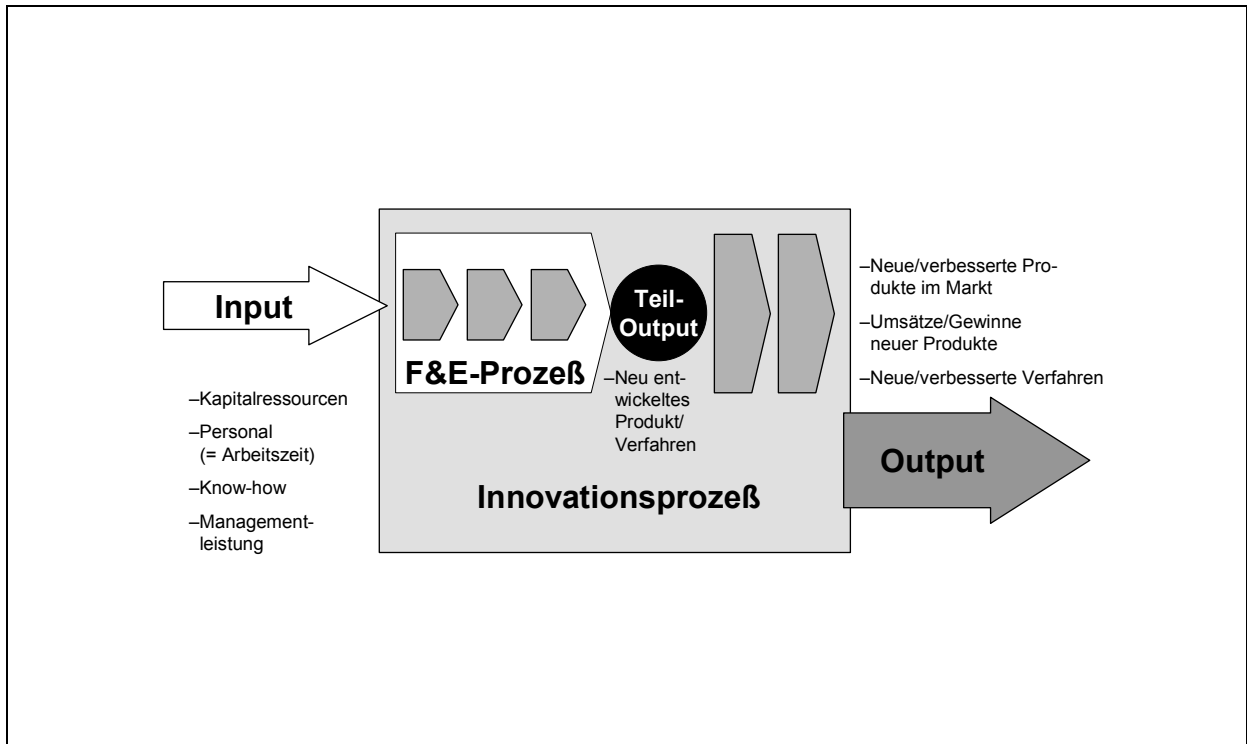 Input
–Kapitalressourcen
–Personal
(= Arbeitszeit)
–Know-how
–Management-
leistung
F&E-Prozeß
Teil-
Output
–Neu ent-
wickeltes
Produkt/
Verfahren
Innovationsprozeß
–Neue/verbesserte Pro-
dukte im Markt
–Umsätze/Gewinne
neuer Produkte
–Neue/verbesserte Verfahren
Output